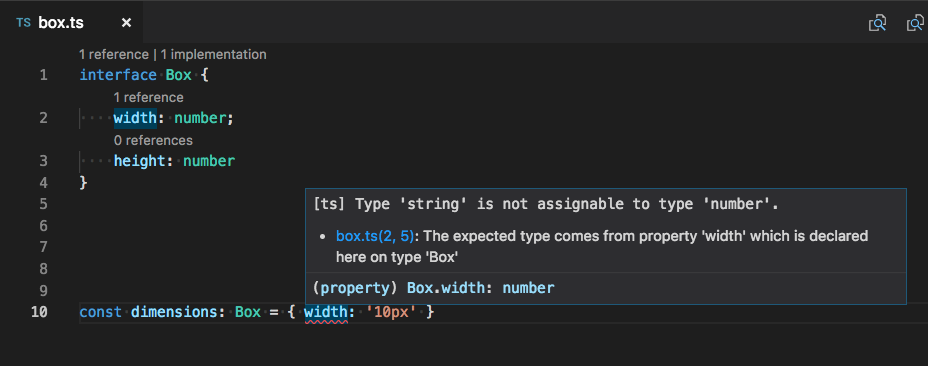 TS box.ts ×
1 reference | 1 implementation
1 interface Box {
1 reference
2 width: number;
0 references
3 height: number
4 }
5
6
7
8
9
[ts] Type 'string' is not assignable to type 'number'.
• box.ts(2, 5): The expected type comes from property 'width' which is declared
here on type 'Box'
(property) Box.width: number
10 const dimensions: Box = { width: '10px' }